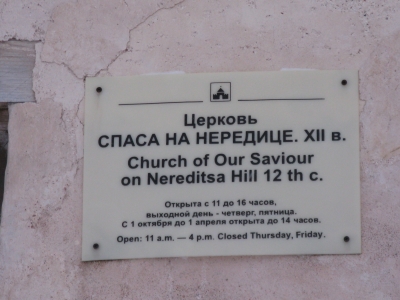 Церковь
СПАСА НА НЕРЕДИЦЕ. XII в.
Church of Our Saviour
on Nereditsa Hill 12 th c.
Открыта с 11 до 16 часов,
выходной день - четверг, пятница.
С 1 октября до 1 апреля открыта до 14 часов.
Open: 11 a.m. — 4 p.m. Closed Thursday, Friday.